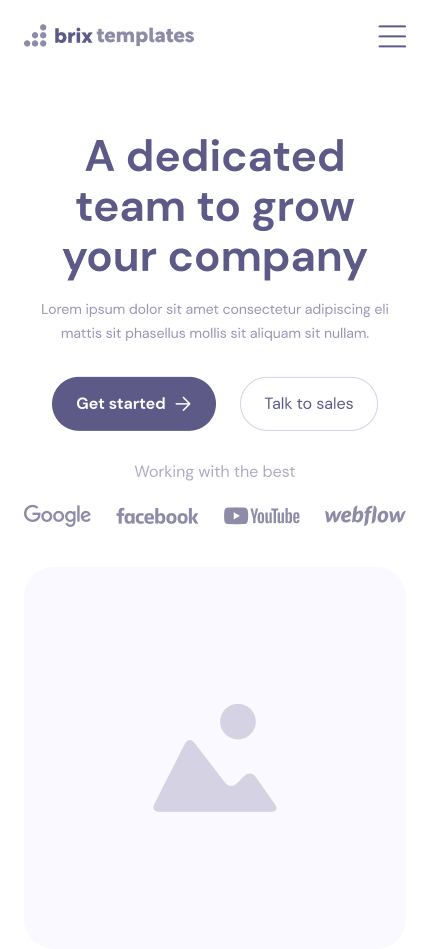 brix templates
A dedicated
team to grow
your company
Lorem ipsum dolor sit amet consectetur adipiscing eli
mattis sit phasellus mollis sit aliquam sit nullam.
Get started
Talk to sales
Working with the best
Google
facebook
YouTube
webflow